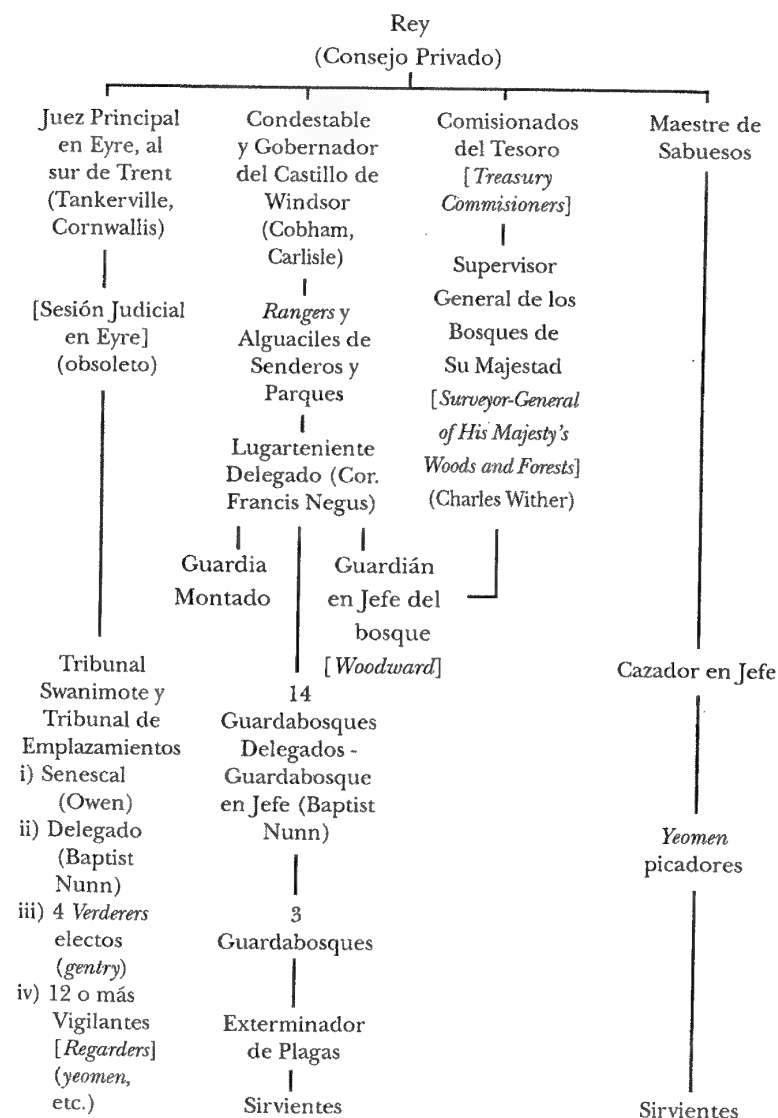 Rey
(Consejo Privado)
Juez Principal
en Eyre, al
sur de Trent
(Tankerville,
Cornwallis)
[Sesión Judicial
en Eyre]
(obsoleto)
Tribunal
Swanimote y
Tribunal de
Emplazamientos
i) Senescal
(Owen)
ii) Delegado
(Baptist
Nunn)
iii) 4 Verderers
electos
(gentry)
iv) 12 o más
Vigilantes
[Regarders]
(yeomen,
etc.)
Condestable
y Gobernador
del Castillo de
Windsor
(Cobham,
Carlisle)
Rangers y
Alguaciles de
Senderos y
Parques
Lugarteniente
Delegado (Cor.
Francis Negus)
Guardia
Montado
Guardián
en Jefe del
bosque
[Woodward]
14
Guardabosques
Delegados -
Guardabosque
en Jefe (Baptist
Nunn)
3
Guardabosques
Exterminador
de Plagas
Sirvientes
Comisionados
del Tesoro
[Treasury
Commisioners]
Supervisor
General de los
Bosques de
Su Majestad
[Surveyor-General
of His Majesty's
Woods and Forests]
(Charles Wither)
Maestre de
Sabuesos
Cazador en Jefe
Yeomen
picadores
Sirvientes